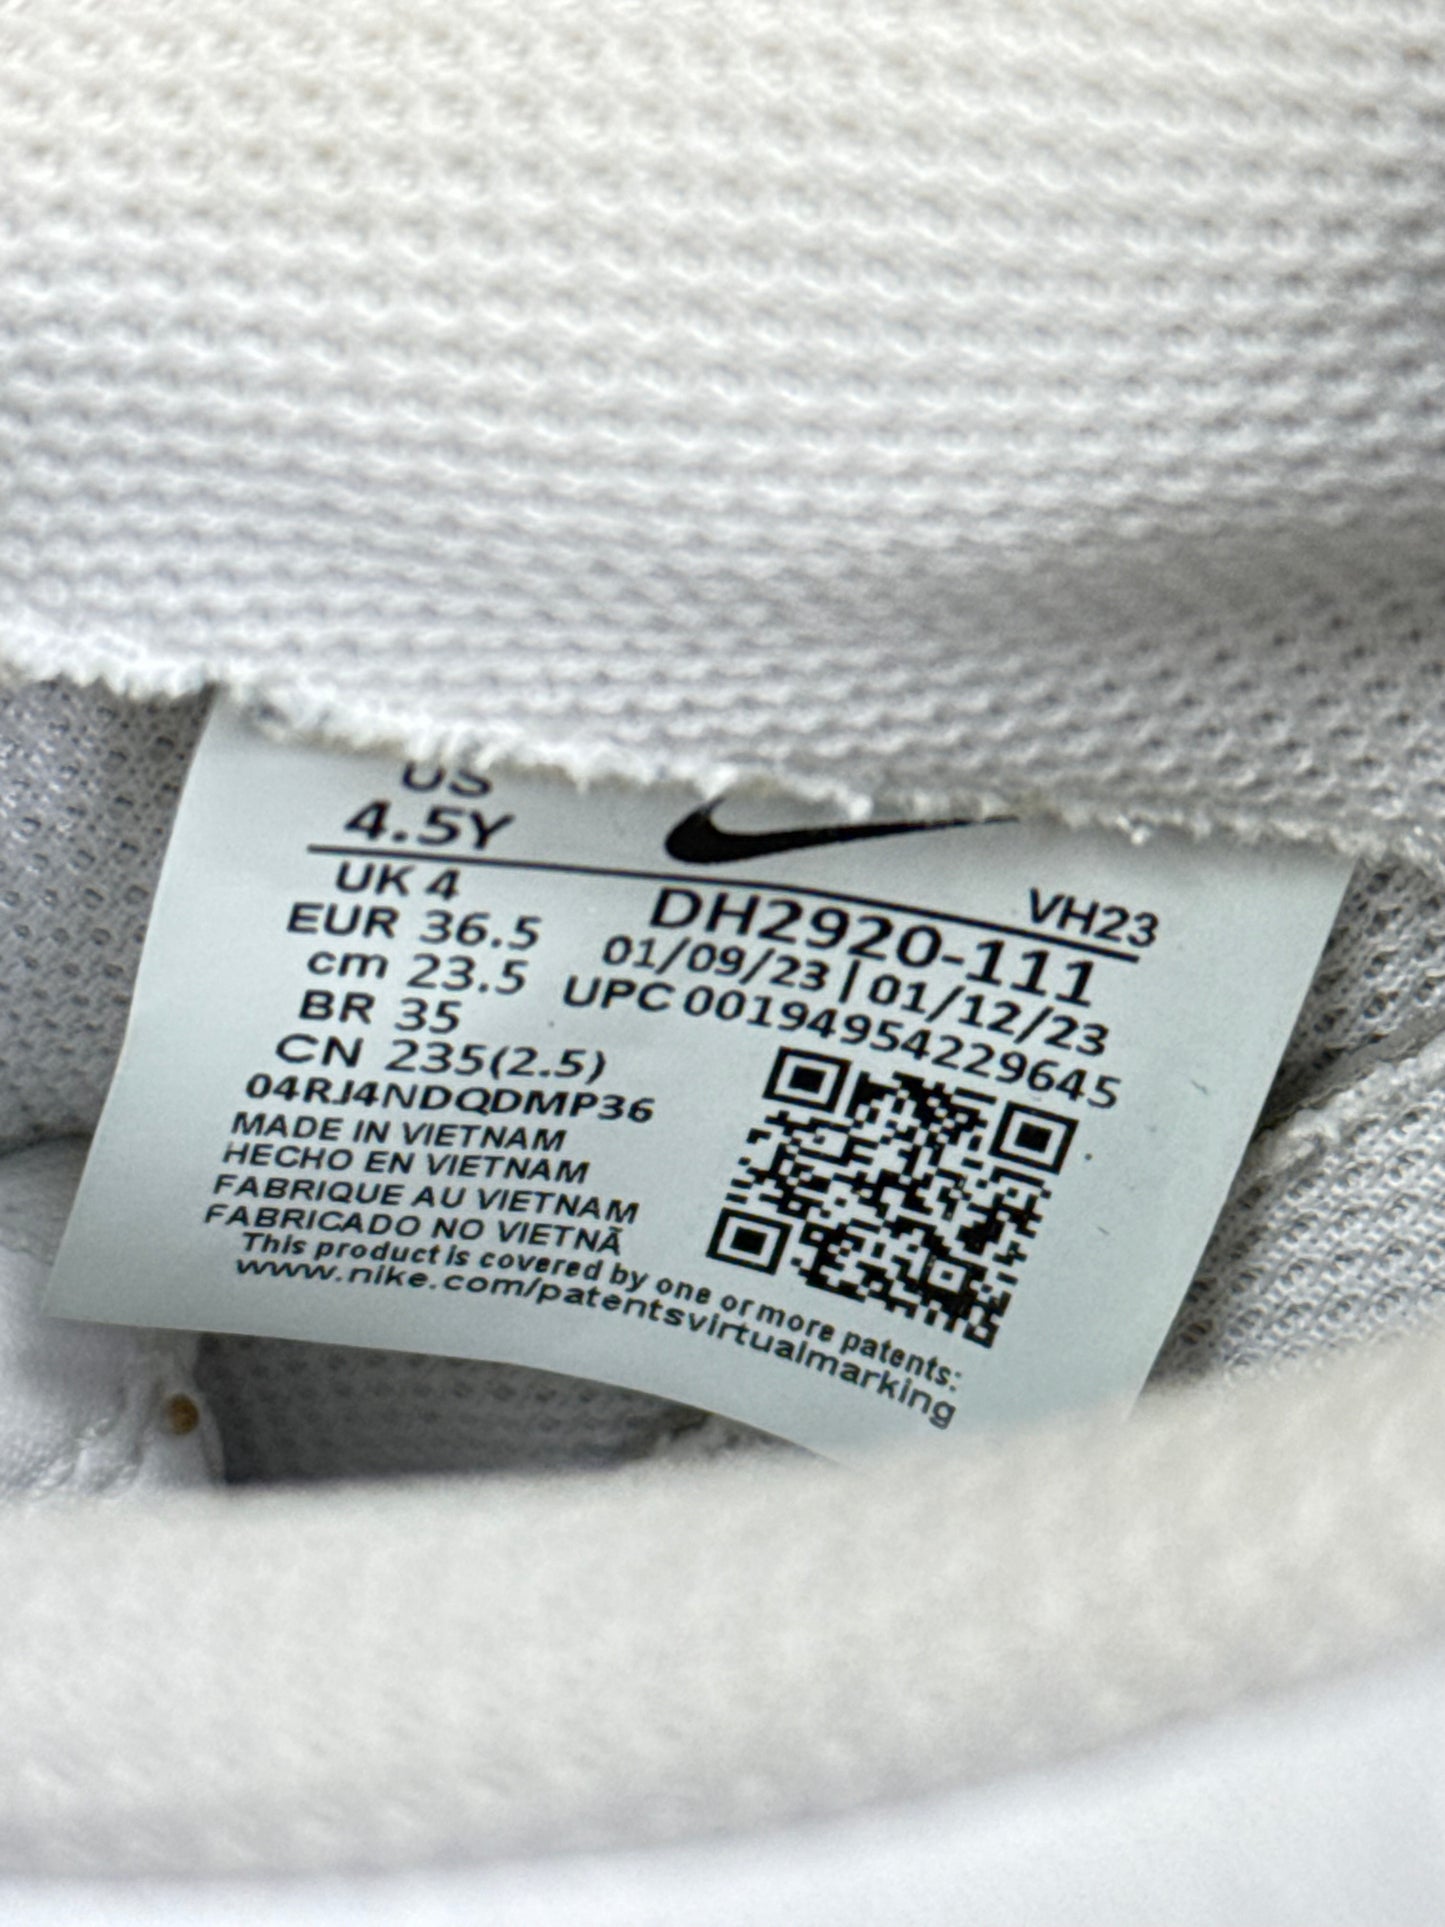 US
4.5Y
UK 4
EUR 36.5
cm 23.5
BR 35
CN 235(2.5)
04RJ4NDQDMP36
MADE IN VIETNAM
HECHO EN VIETNAM
FABRIQUE AU VIETNAM
FABRICADO NO VIETNÃ
VH23
DH2920-111
01/09/23 | 01/12/23
UPC 00194954229645
This product is covered by one or more patents:
www.nike.com/patentsvirtualmarking